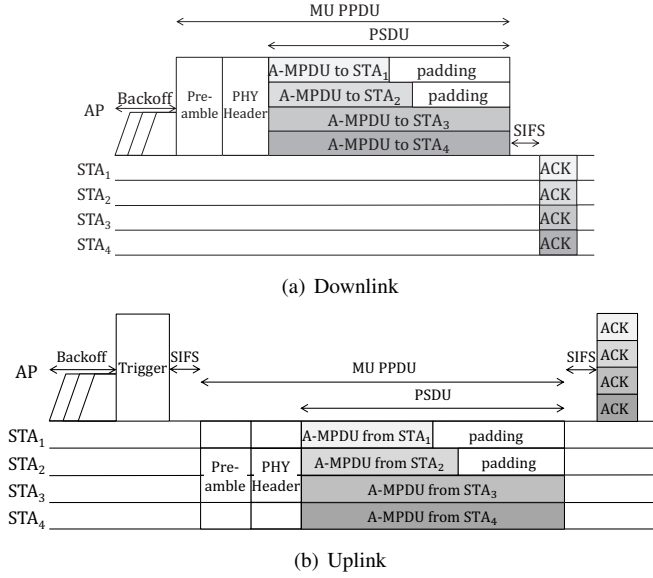 MU PPDU
PSDU
A-MPDU to STA1 padding
Backoff Pre- PHY A-MPDU to STA2 padding
AP amble Header A-MPDU to STA3
A-MPDU to STA4 SIFS
STA1 ACK
STA2 ACK
STA3 ACK
STA4 ACK
(a) Downlink
ACK
Backoff Trigger SIFS MU PPDU SIFS ACK
AP ACK
PSDU ACK
STA1 A-MPDU from STA1 padding
STA2 Pre- PHY A-MPDU from STA2 padding
STA3 amble Header A-MPDU from STA3
STA4 A-MPDU from STA4
(b) Uplink